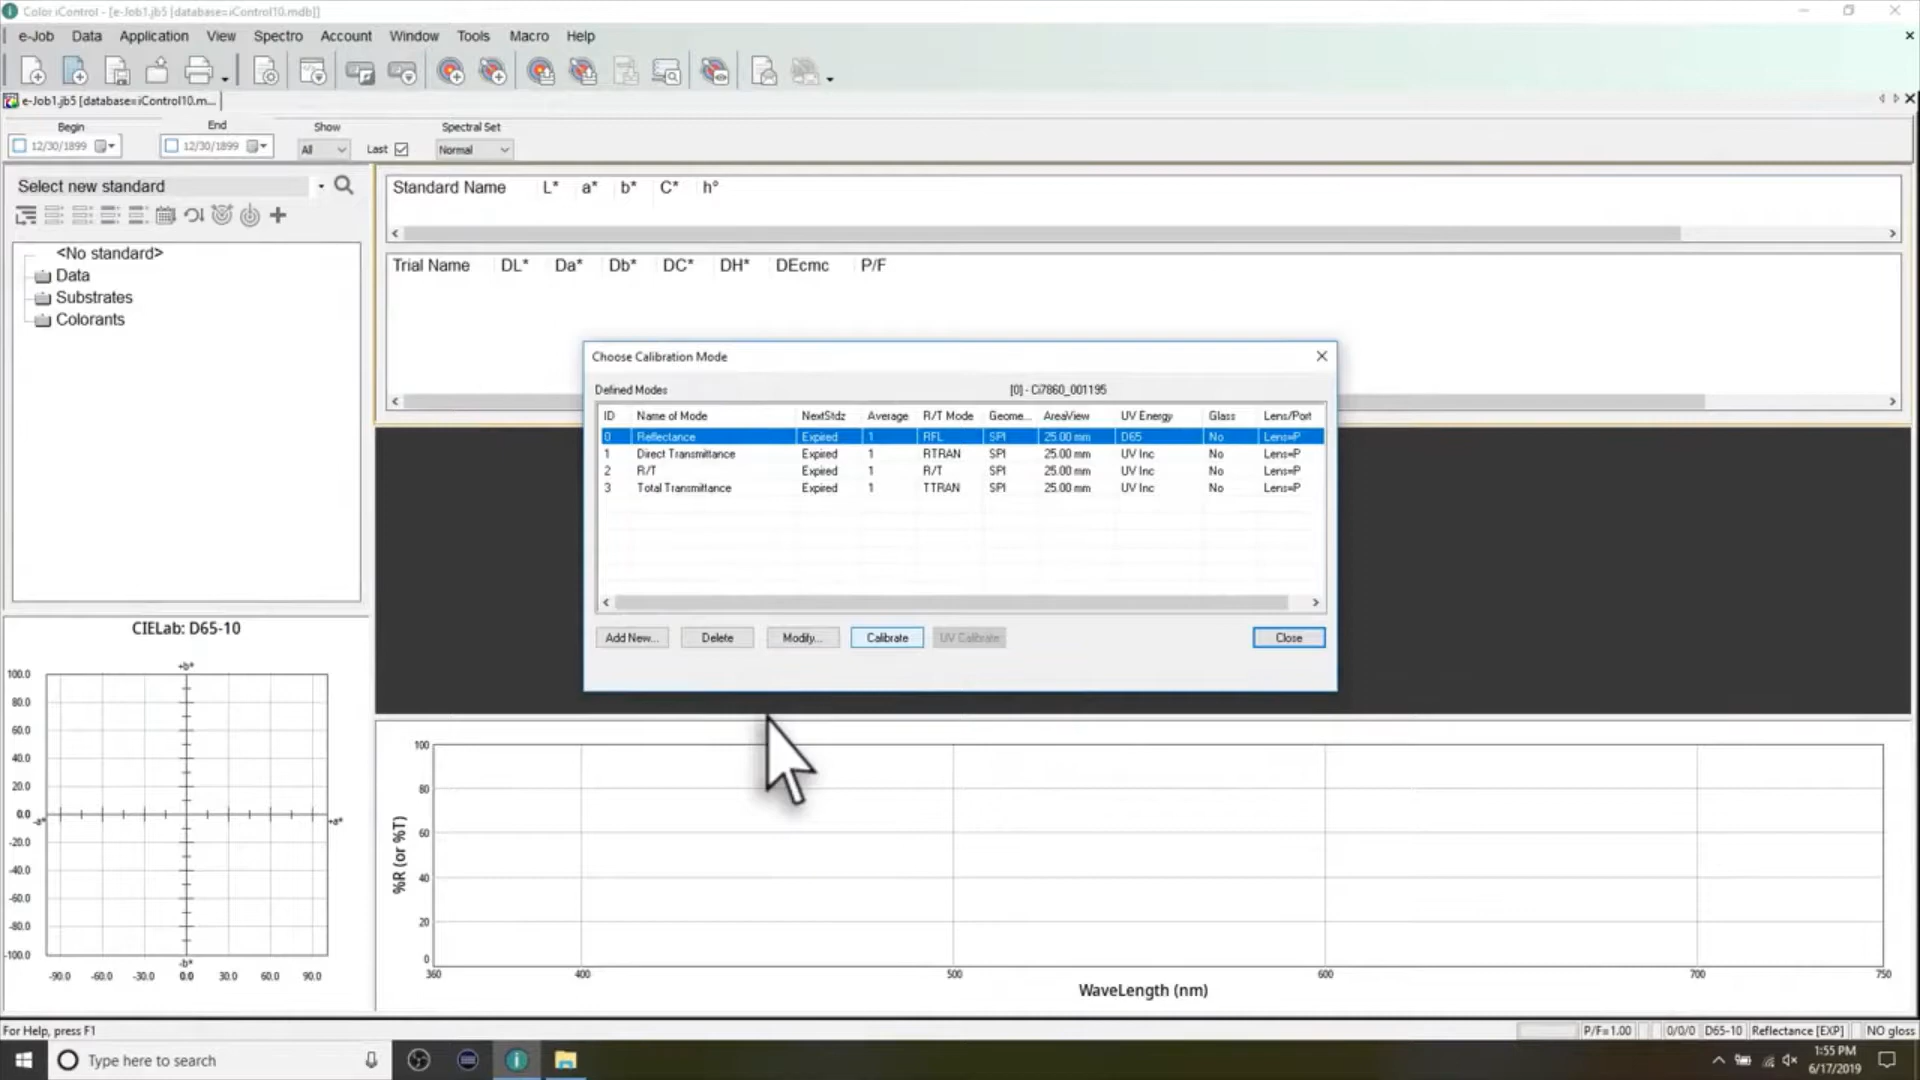 Color iControl - [e-Job1.jb5 [database=iControl10.mdb]]
e-Job Data Application View Spectro Account Window Tools Macro Help
e-Job1.jb5 [database=iControl10.m...
Begin End Show Spectral Set
12/30/1899 12/30/1899 All Last Normal
Select new standard
<No standard>
Data
Substrates
Colorants
Standard Name L* a* b* C* h°
Trial Name DL* Da* Db* DC* DH* DEcmc P/F
Choose Calibration Mode
Defined Modes [0] - Ci7860_001195
ID Name of Mode NextStdz Average R/T Mode Geome... AreaView UV Energy Glass Lens/Port
0 Reflectance Expired 1 RFL SPI 25.00 mm D65 No Lens=P
1 Direct Transmittance Expired 1 RTRAN SPI 25.00 mm UV Inc No Lens=P
2 R/T Expired 1 R/T SPI 25.00 mm UV Inc No Lens=P
3 Total Transmittance Expired 1 TTRAN SPI 25.00 mm UV Inc No Lens=P
Add New... Delete Modify... Calibrate UV Calibrate Close
CIELab: D65-10
+b*
100.0
80.0
60.0
40.0
20.0
0.0
-a* +a*
-20.0
-40.0
-60.0
-80.0
-100.0
-b*
-90.0 -60.0 -30.0 0.0 30.0 60.0 90.0
%R (or %T)
100
80
60
40
20
0
360 400 500 600 700 750
WaveLength (nm)
For Help, press F1
P/F=1.00 0/0/0 D65-10 Reflectance [EXP] NO gloss
Type here to search
1:55 PM
6/17/2019